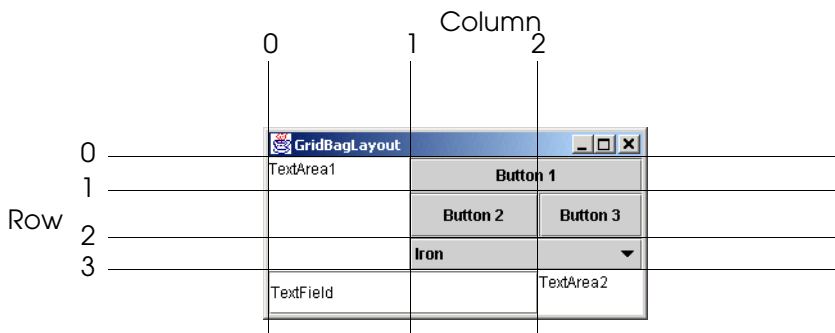 Column
0 1 2
GridBagLayout
0
TextArea1 Button 1
1
Row
Button 2 Button 3
2
Iron
3
TextField TextArea2